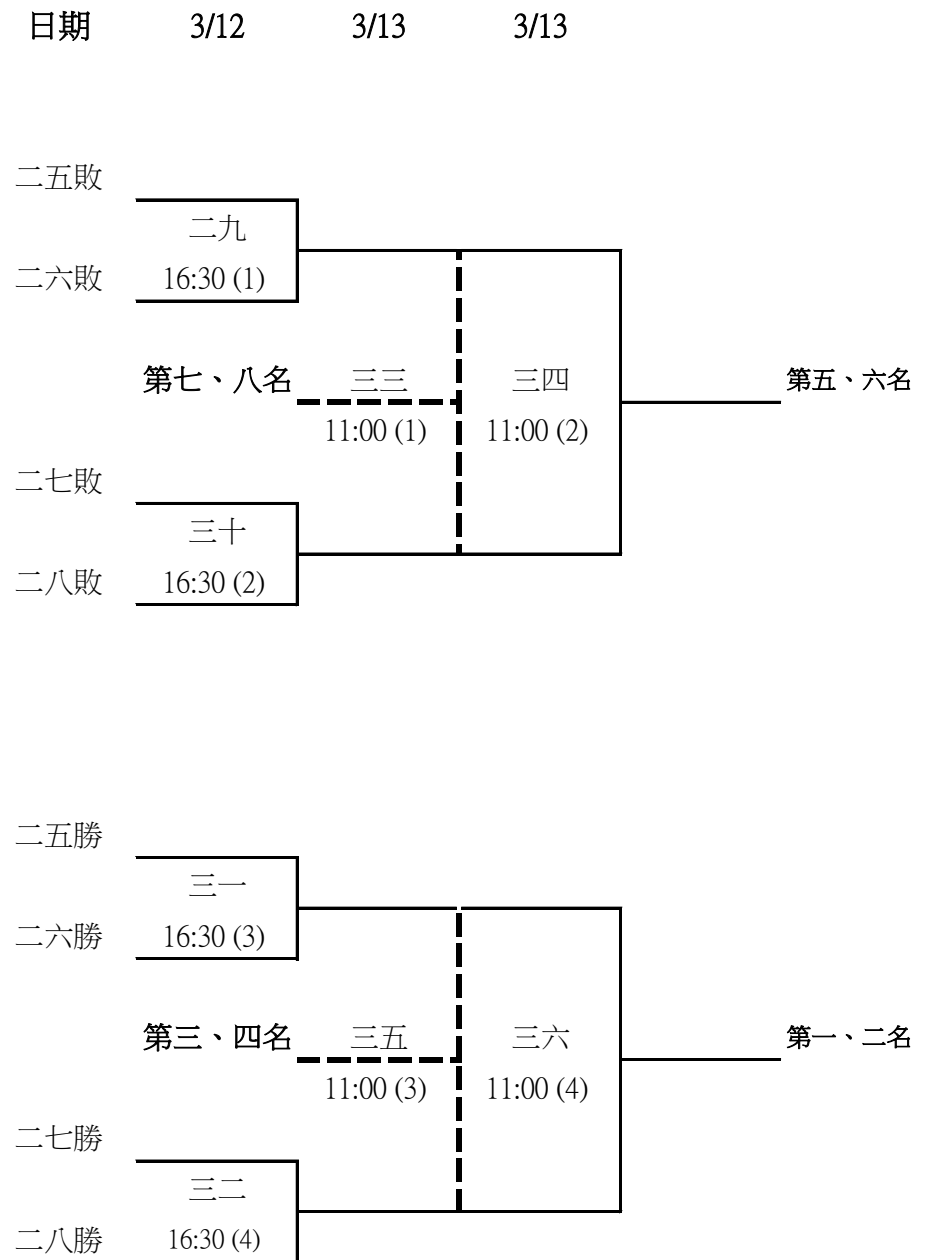 日期 3/12 3/13 3/13
二五敗
二九
二六敗 16:30 (1)
第七、八名 三三 三四 第五、六名
11:00 (1) 11:00 (2)
二七敗
三十
二八敗 16:30 (2)
二五勝
三一
二六勝 16:30 (3)
第三、四名 三五 三六 第一、二名
11:00 (3) 11:00 (4)
二七勝
三二
二八勝 16:30 (4)